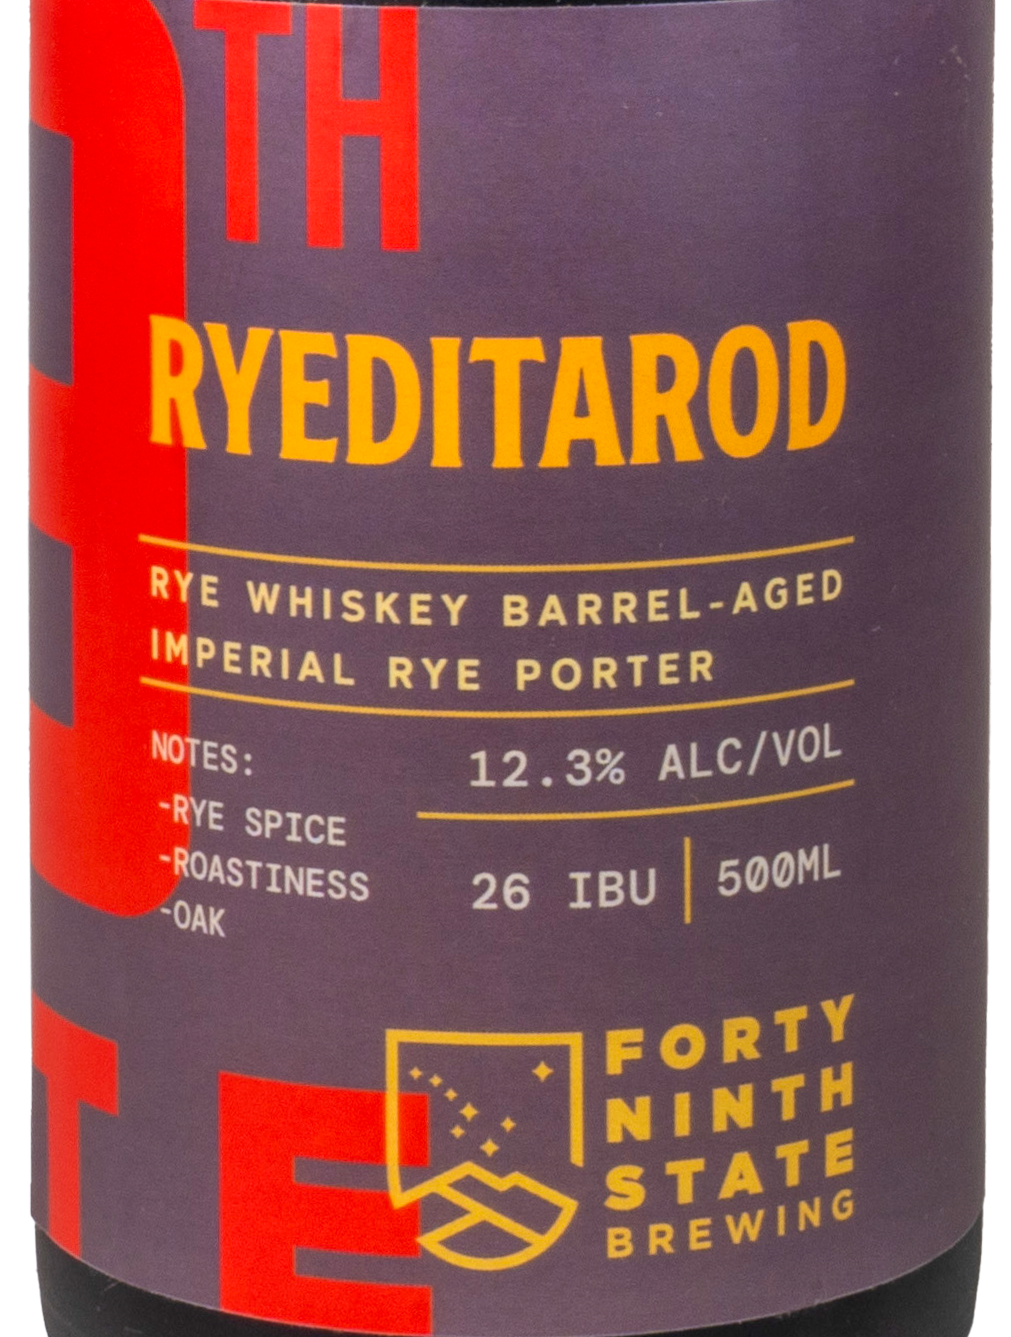 TH
RYEDITAROD
RYE WHISKEY BARREL-AGED
IMPERIAL RYE PORTER
NOTES:
-RYE SPICE
-ROASTINESS
-OAK
12.3% ALC/VOL
26 IBU | 500ML
FORTY
NINTH
STATE
BREWING
TE